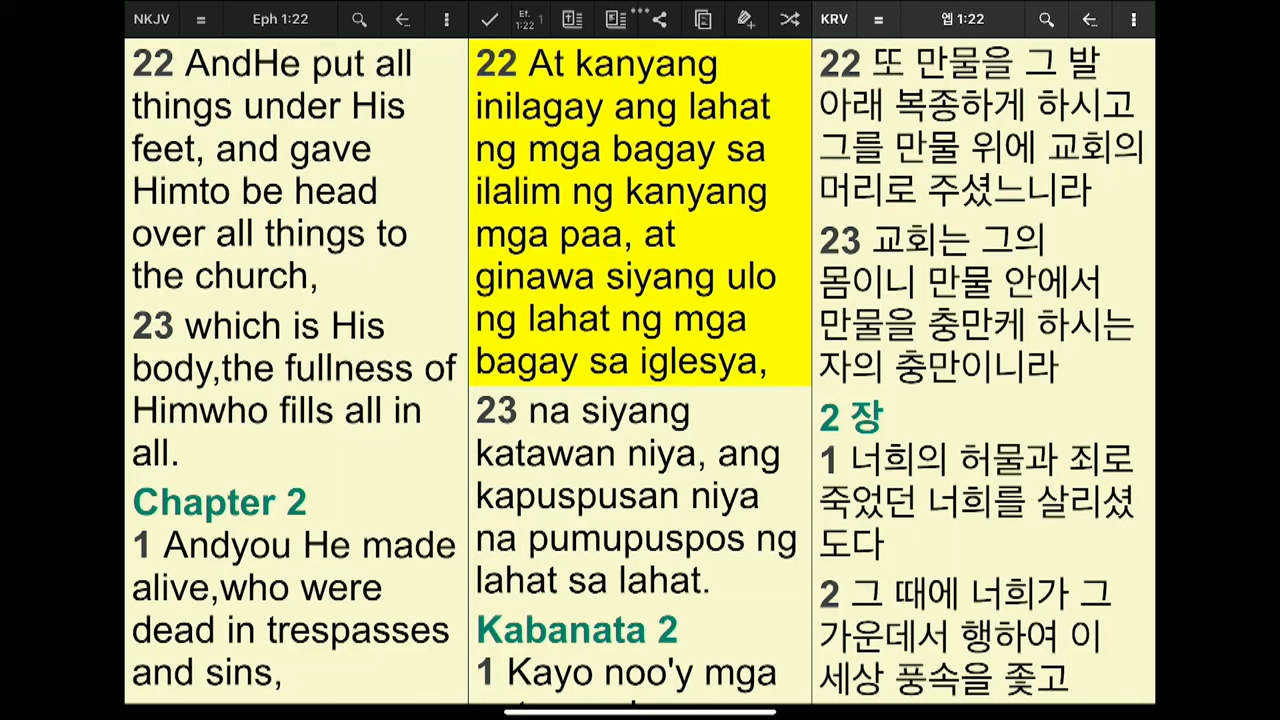 NKJV = Eph 1:22
22 AndHe put all
things under His
feet, and gave
Himto be head
over all things to
the church,
23 which is His
body,the fullness of
Himwho fills all in
all.
Chapter 2
1 Andyou He made
alive,who were
dead in trespasses
and sins,
Ef.
1:22 1
22 At kanyang
inilagay ang lahat
ng mga bagay sa
ilalim ng kanyang
mga paa, at
ginawa siyang ulo
ng lahat ng mga
bagay sa iglesya,
23 na siyang
katawan niya, ang
kapuspusan niya
na pumupuspos ng
lahat sa lahat.
Kabanata 2
1 Kayo noo'y mga
KRV = 엡 1:22
22 또 만물을 그 발
아래 복종하게 하시고
그를 만물 위에 교회의
머리로 주셨느니라
23 교회는 그의
몸이니 만물 안에서
만물을 충만케 하시는
자의 충만이니라
2 장
1 너희의 허물과 죄로
죽었던 너희를 살리셨
도다
2 그 때에 너희가 그
가운데서 행하여 이
세상 풍속을 좇고